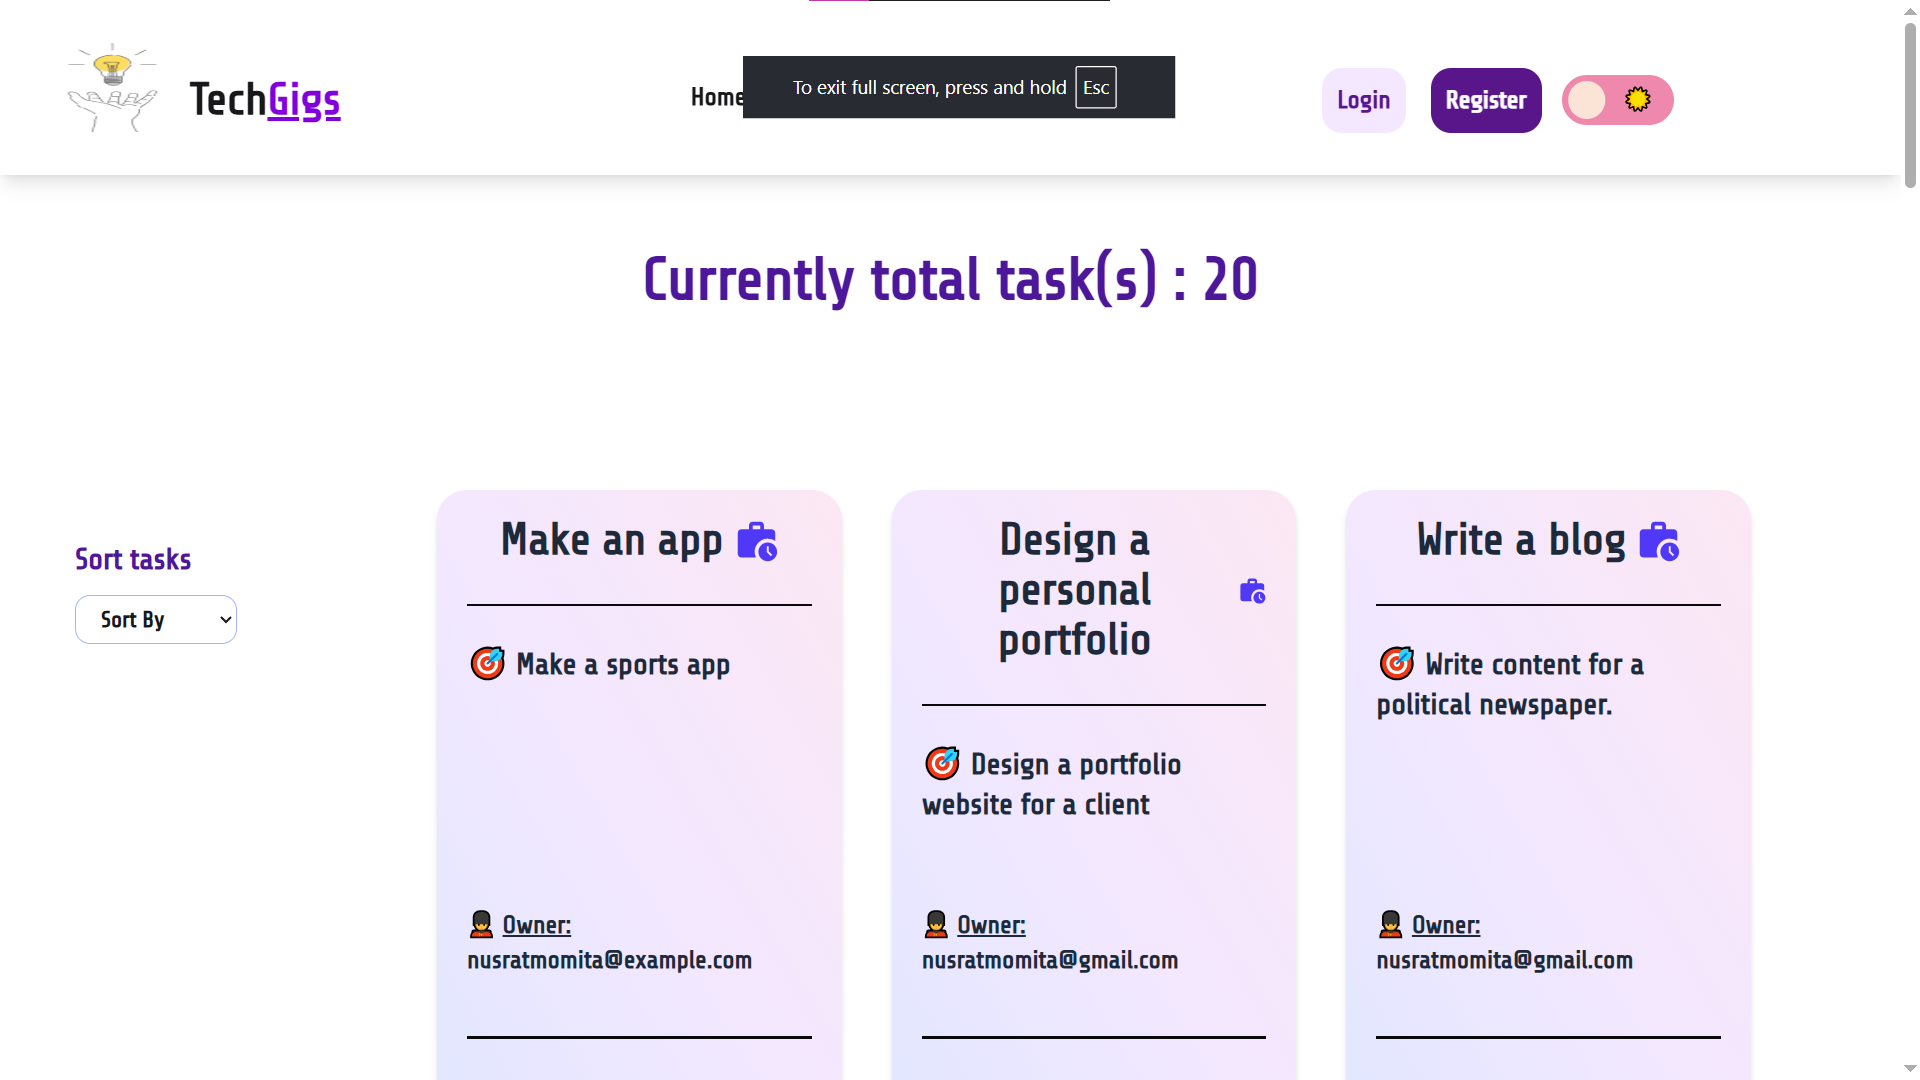 TechGigs
Home
To exit full screen, press and hold Esc
Login
Register
Currently total task(s) : 20
Sort tasks
Sort By
Make an app
Make a sports app
Owner:
nusratmomita@example.com
Design a
personal
portfolio
Design a portfolio
website for a client
Owner:
nusratmomita@gmail.com
Write a blog
Write content for a
political newspaper.
Owner:
nusratmomita@gmail.com